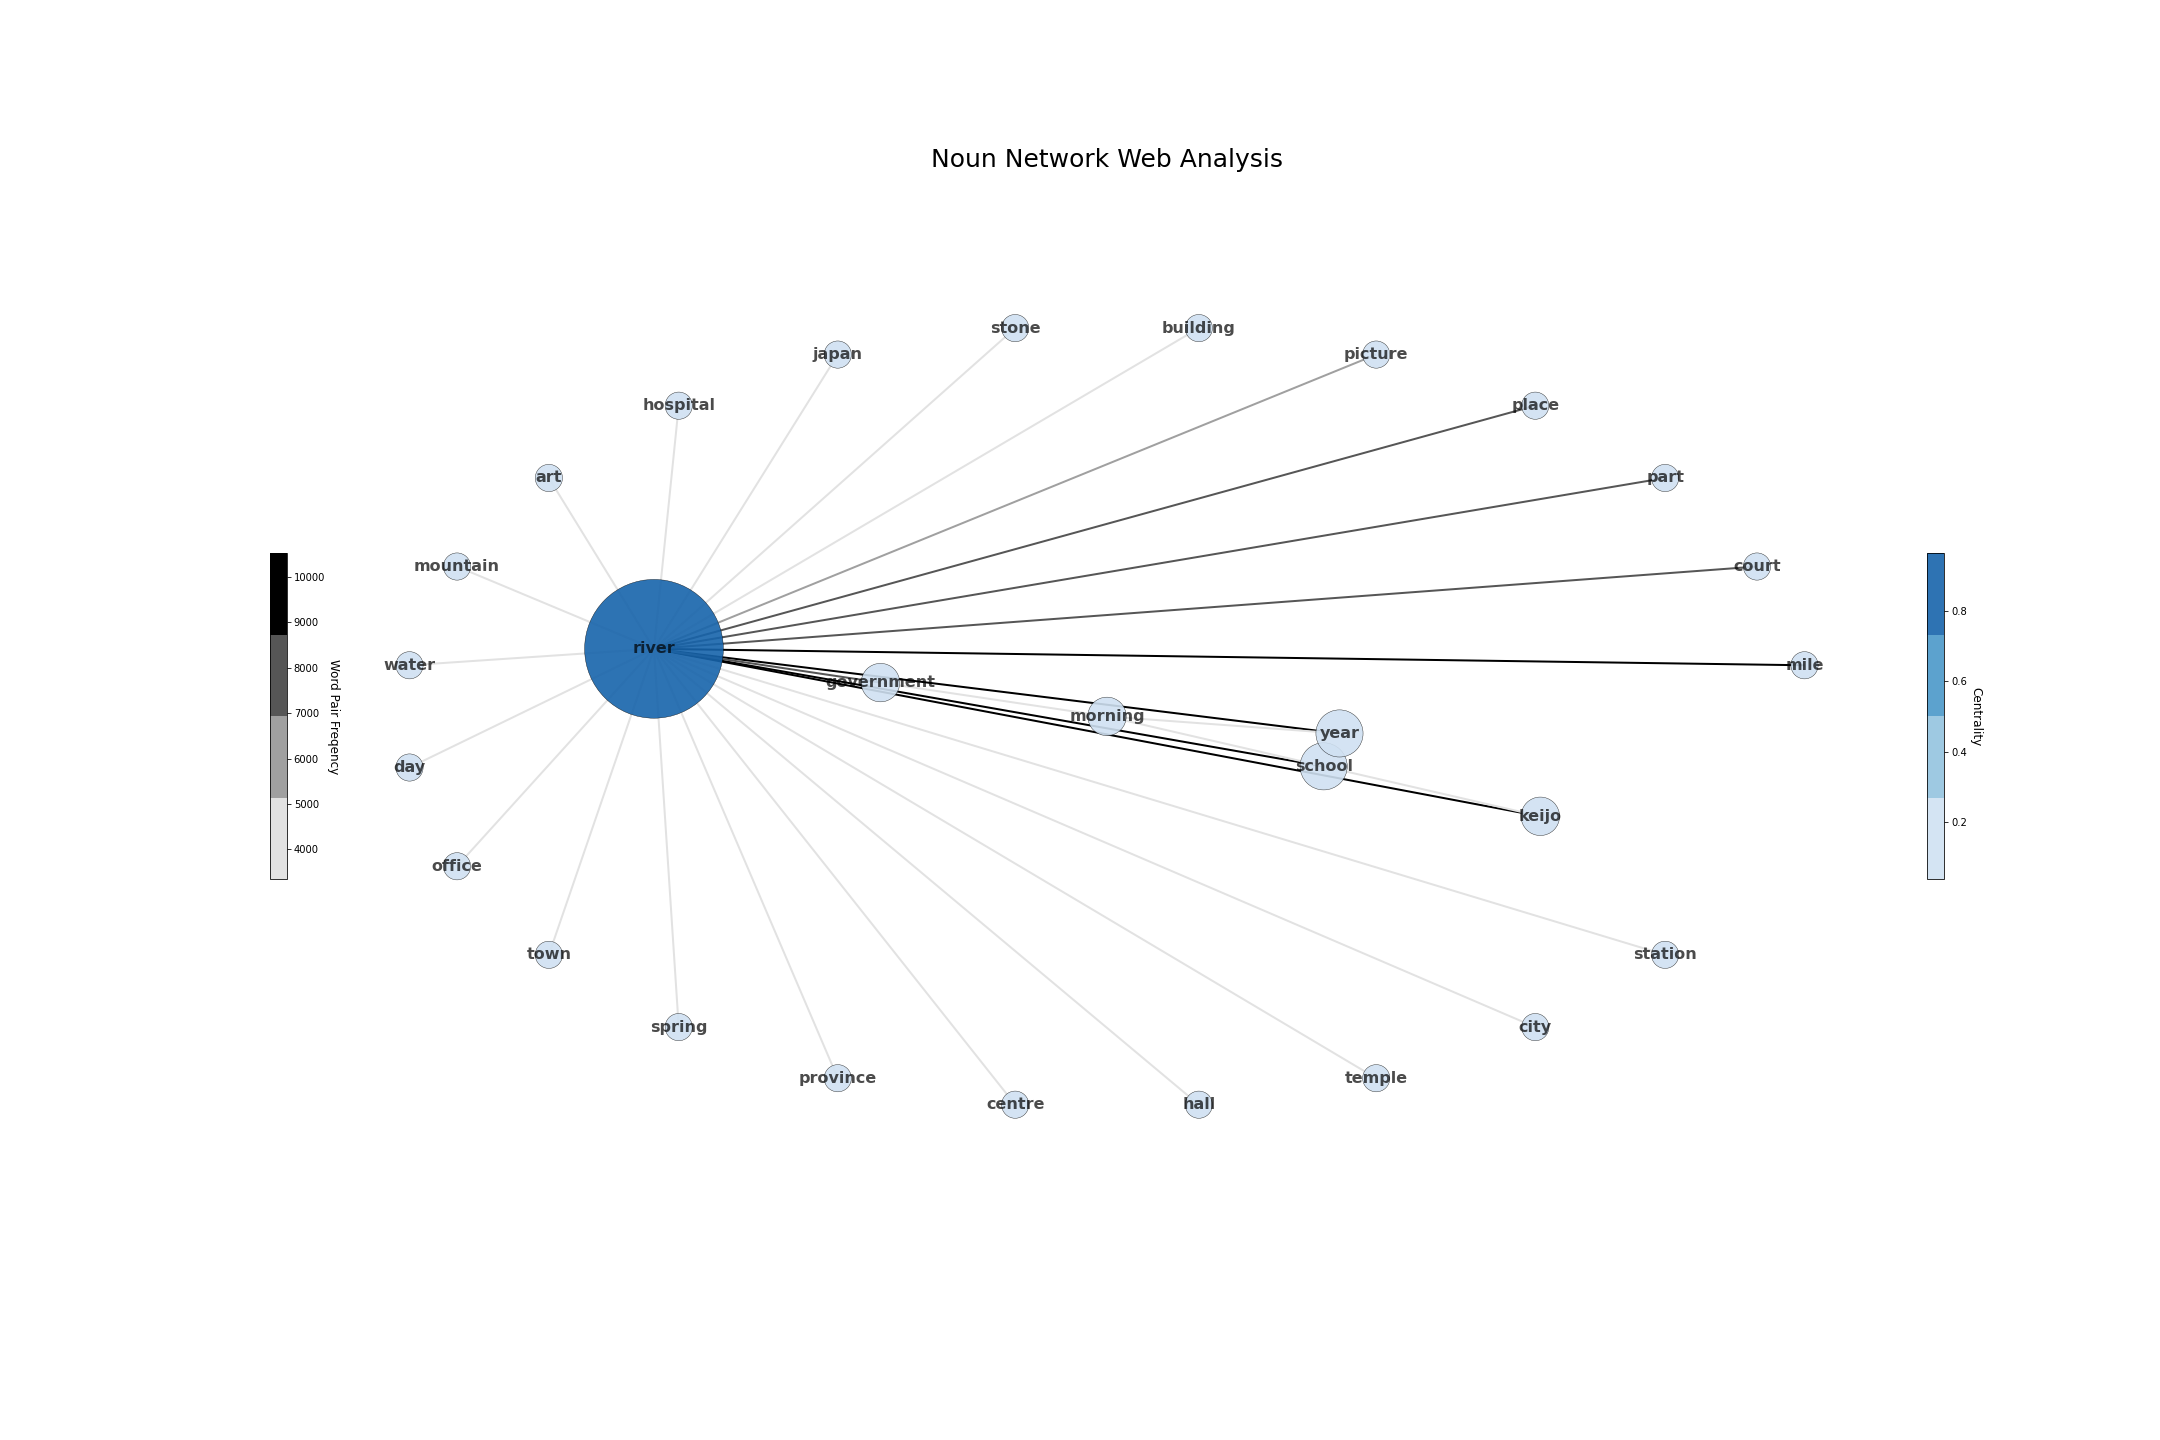 Noun Network Web Analysis
stone
building
japan
picture
hospital
place
art
part
mountain
court
10000
9000
8000
7000
6000
5000
4000
Word Pair Freqency
0.8
0.6
0.4
0.2
Centrality
river
water
mile
government
morning
year
school
day
keijo
office
town
station
spring
city
province
temple
centre
hall